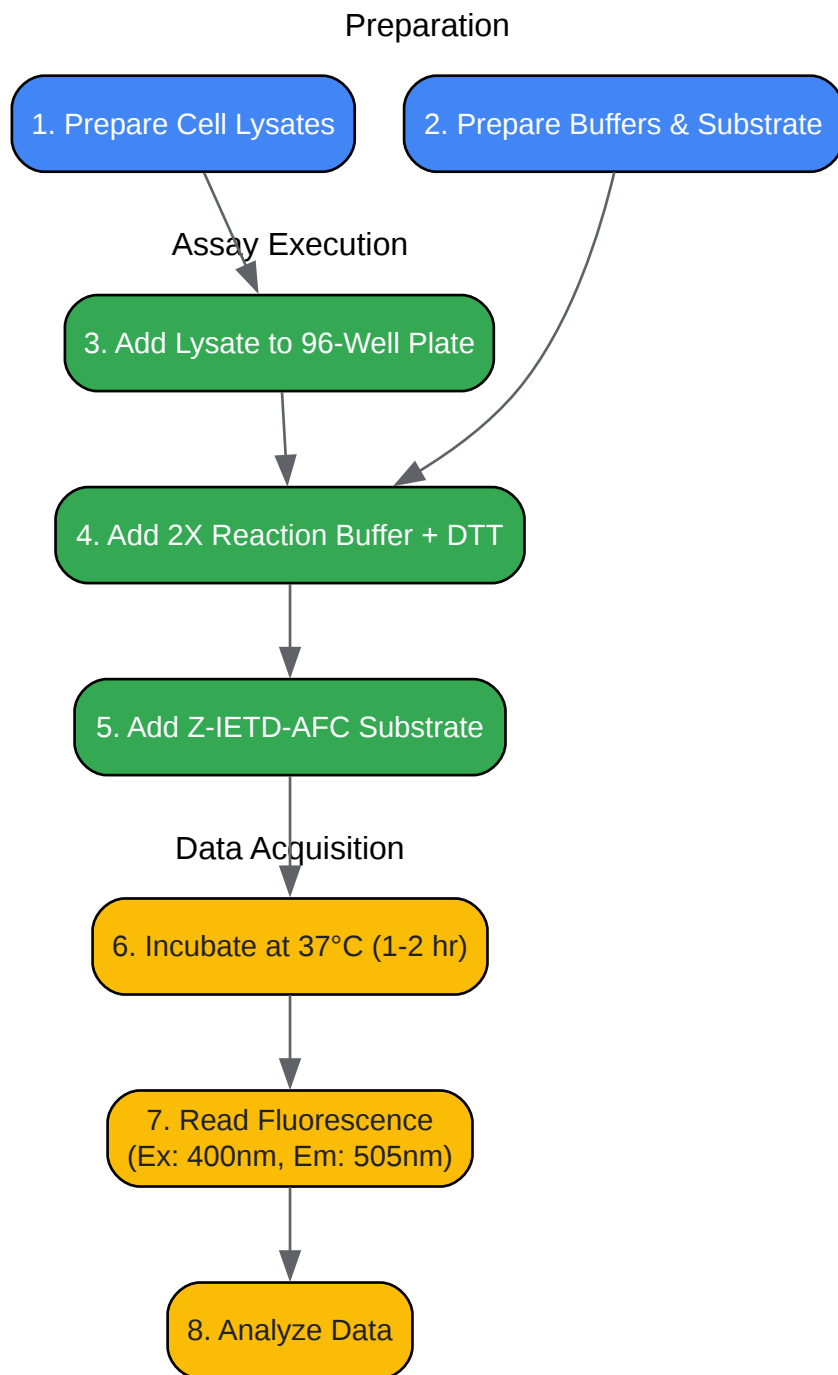 Preparation
1. Prepare Cell Lysates
2. Prepare Buffers & Substrate
Assay Execution
3. Add Lysate to 96-Well Plate
4. Add 2X Reaction Buffer + DTT
5. Add Z-IETD-AFC Substrate
Data Acquisition
6. Incubate at 37°C (1-2 hr)
7. Read Fluorescence
(Ex: 400nm, Em: 505nm)
8. Analyze Data